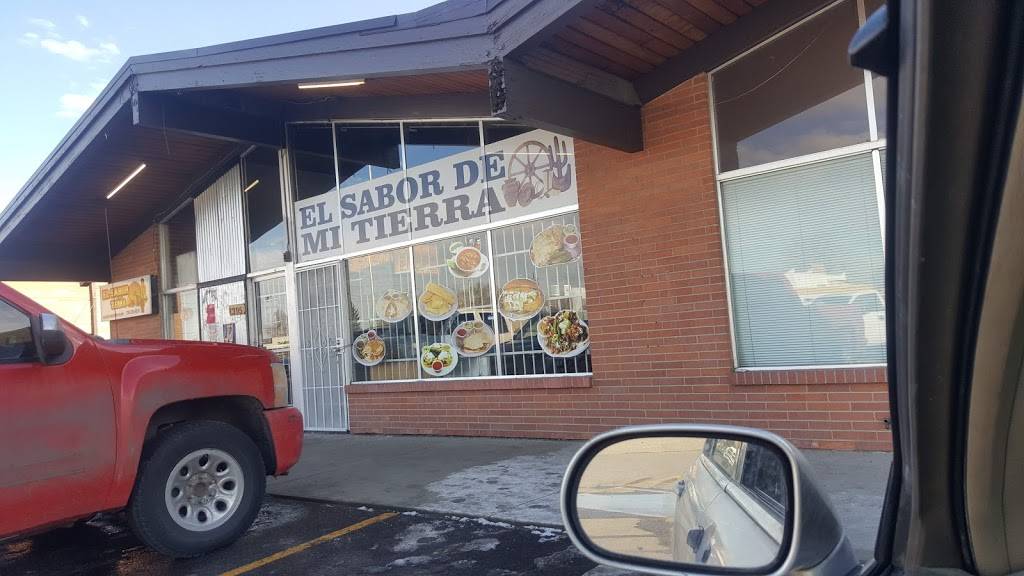 EL SABOR DE
MI TIERRA